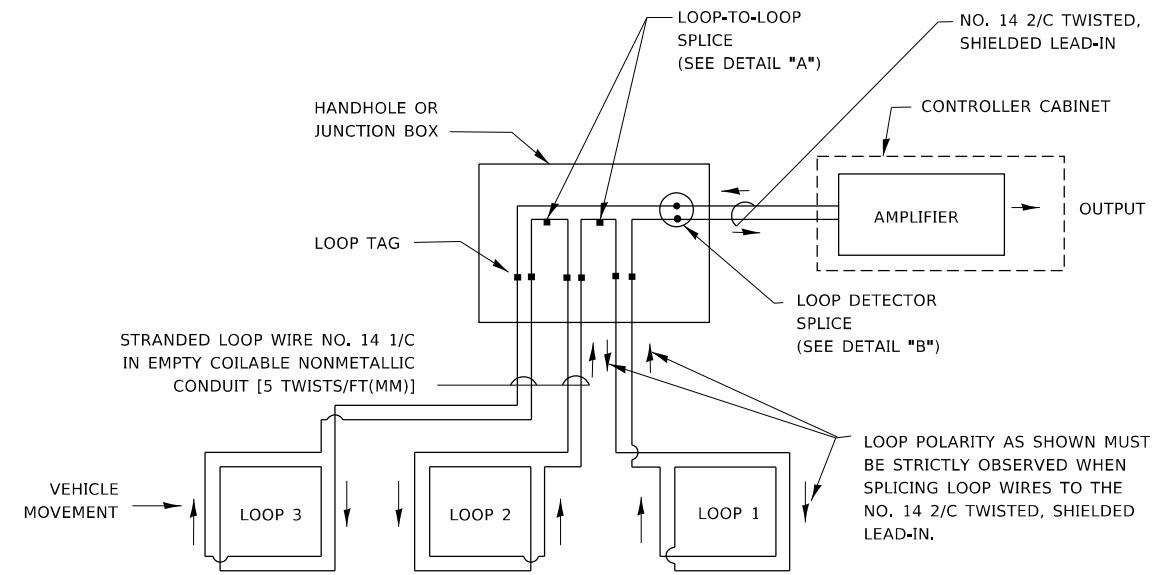 LOOP-TO-LOOP
SPLICE
(SEE DETAIL "A")
NO. 14 2/C TWISTED,
SHIELDED LEAD-IN
HANDHOLE OR
JUNCTION BOX
CONTROLLER CABINET
AMPLIFIER
OUTPUT
LOOP TAG
LOOP DETECTOR
SPLICE
(SEE DETAIL "B")
STRANDED LOOP WIRE NO. 14 1/C
IN EMPTY COILABLE NONMETALLIC
CONDUIT [5 TWISTS/FT(MM)]
LOOP POLARITY AS SHOWN MUST
BE STRICTLY OBSERVED WHEN
SPLICING LOOP WIRES TO THE
NO. 14 2/C TWISTED, SHIELDED
LEAD-IN.
VEHICLE
MOVEMENT
LOOP 3
LOOP 2
LOOP 1